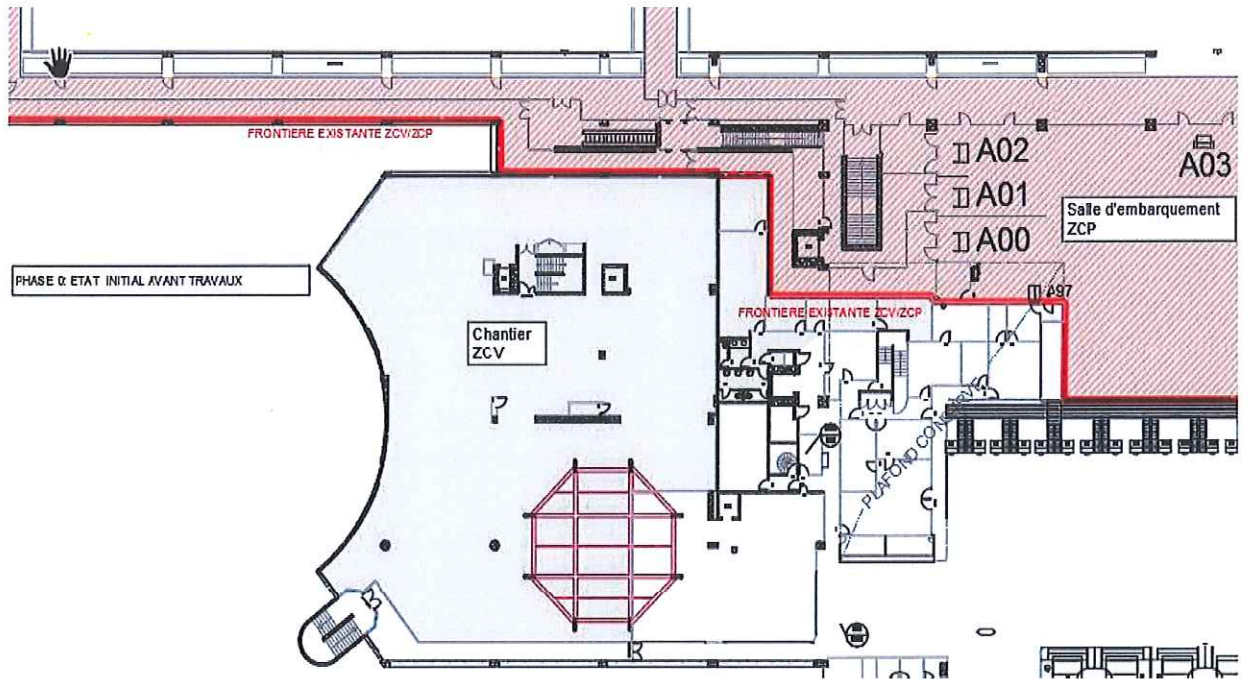 FRONTIERE EXISTANTE ZCV/ZCP
A02
A03
A01
Salle d'embarquement
ZCP
A00
PHASE 0: ETAT INITIAL AVANT TRAVAUX
A97
FRONTIERE EXISTANTE ZCV/ZCP
Chantier
ZCV
PLAFOND CONSERVE